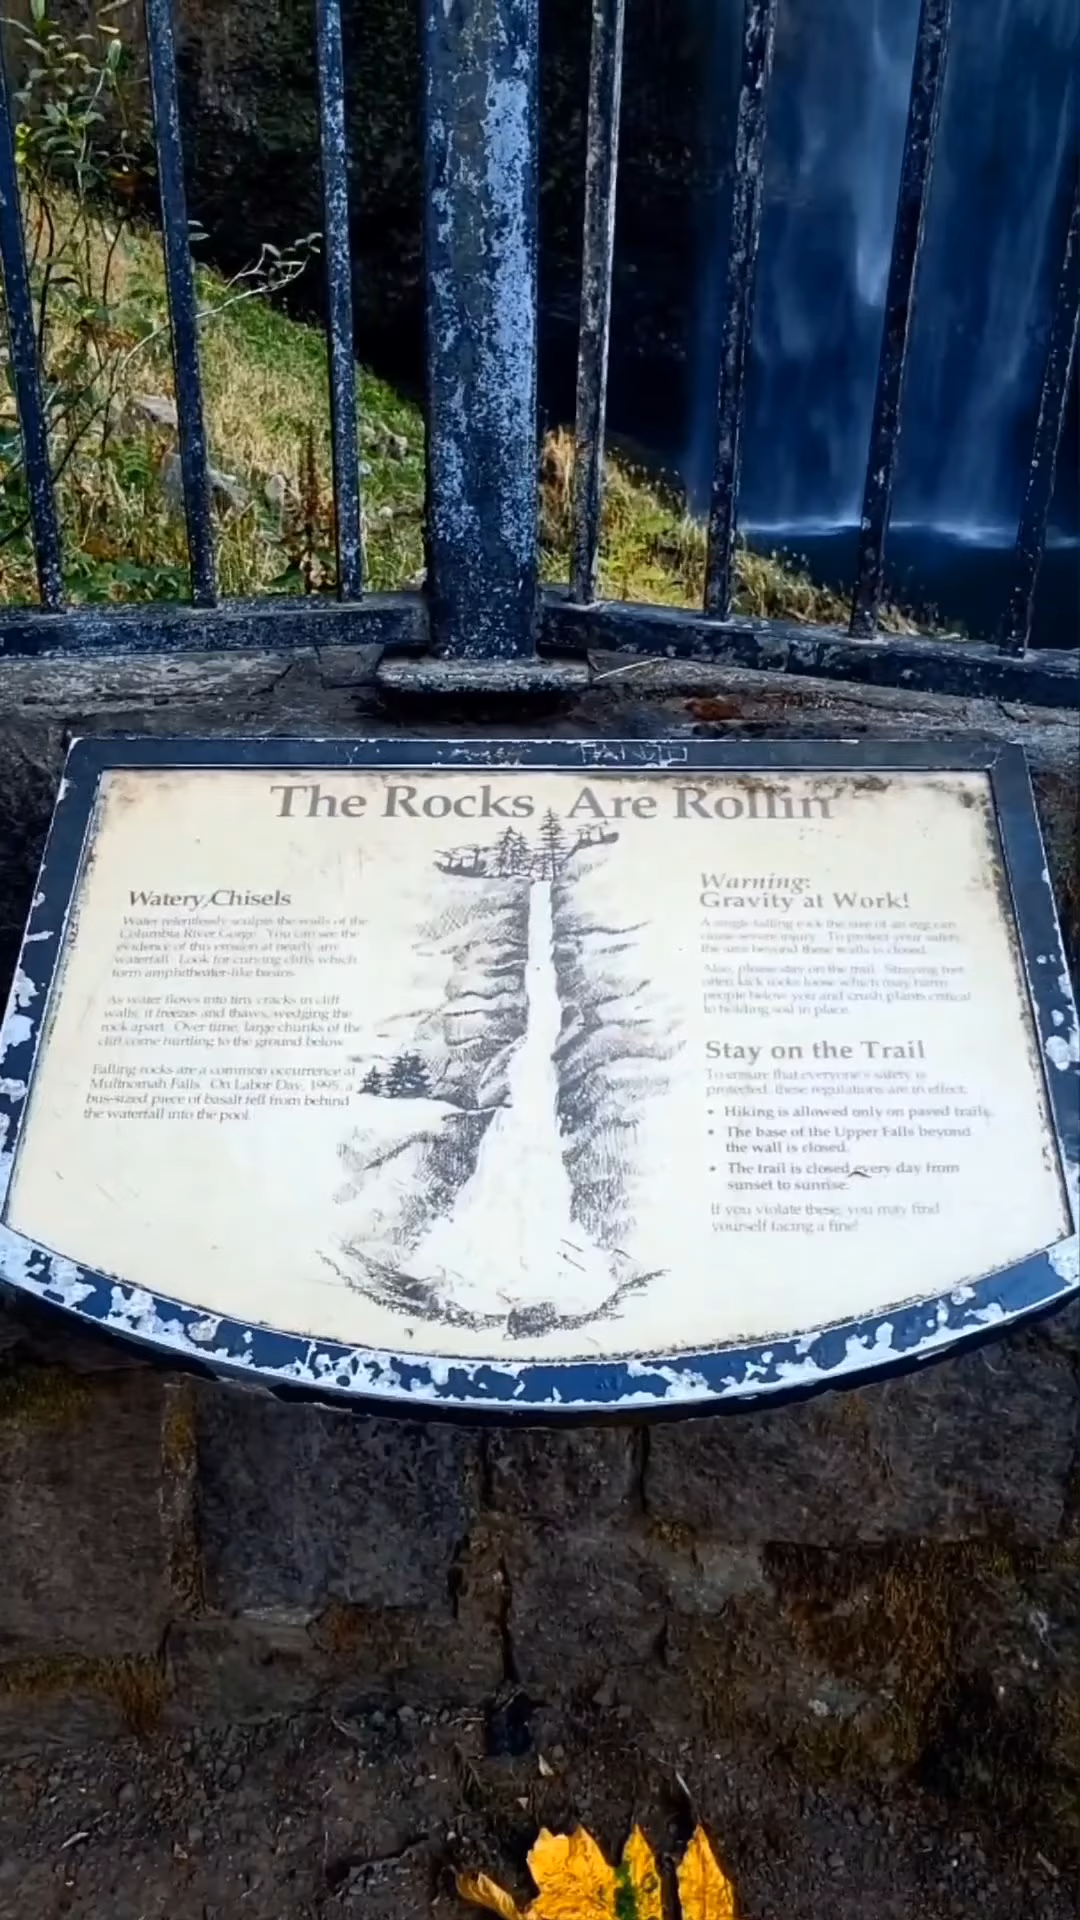 The Rocks Are Rollin'
Watery Chisels
Water relentlessly sculpts the walls of the
Columbia River Gorge. You can see the
evidence of this erosion at nearly any
waterfall. Look for curving cliffs which
form amphitheater-like basins.
As water flows into tiny cracks in cliff
walls, it freezes and thaws, wedging the
rock apart. Over time, large chunks of the
cliff come hurtling to the ground below.
Falling rocks are a common occurrence at
Multnomah Falls. On Labor Day, 1995, a
bus-sized piece of basalt fell from behind
the waterfall into the pool.
Warning:
Gravity at Work!
A single falling rock the size of an egg can
cause severe injury. To protect your safety,
the area beyond these walls is closed.
Also, please stay on the trail. Straying feet
often kick rocks loose which may harm
people below you and crush plants critical
to holding soil in place.
Stay on the Trail
To ensure that everyone's safety is
protected, these regulations are in effect:
• Hiking is allowed only on paved trails.
• The base of the Upper Falls beyond
the wall is closed.
• The trail is closed every day from
sunset to sunrise.
If you violate these, you may find
yourself facing a fine!